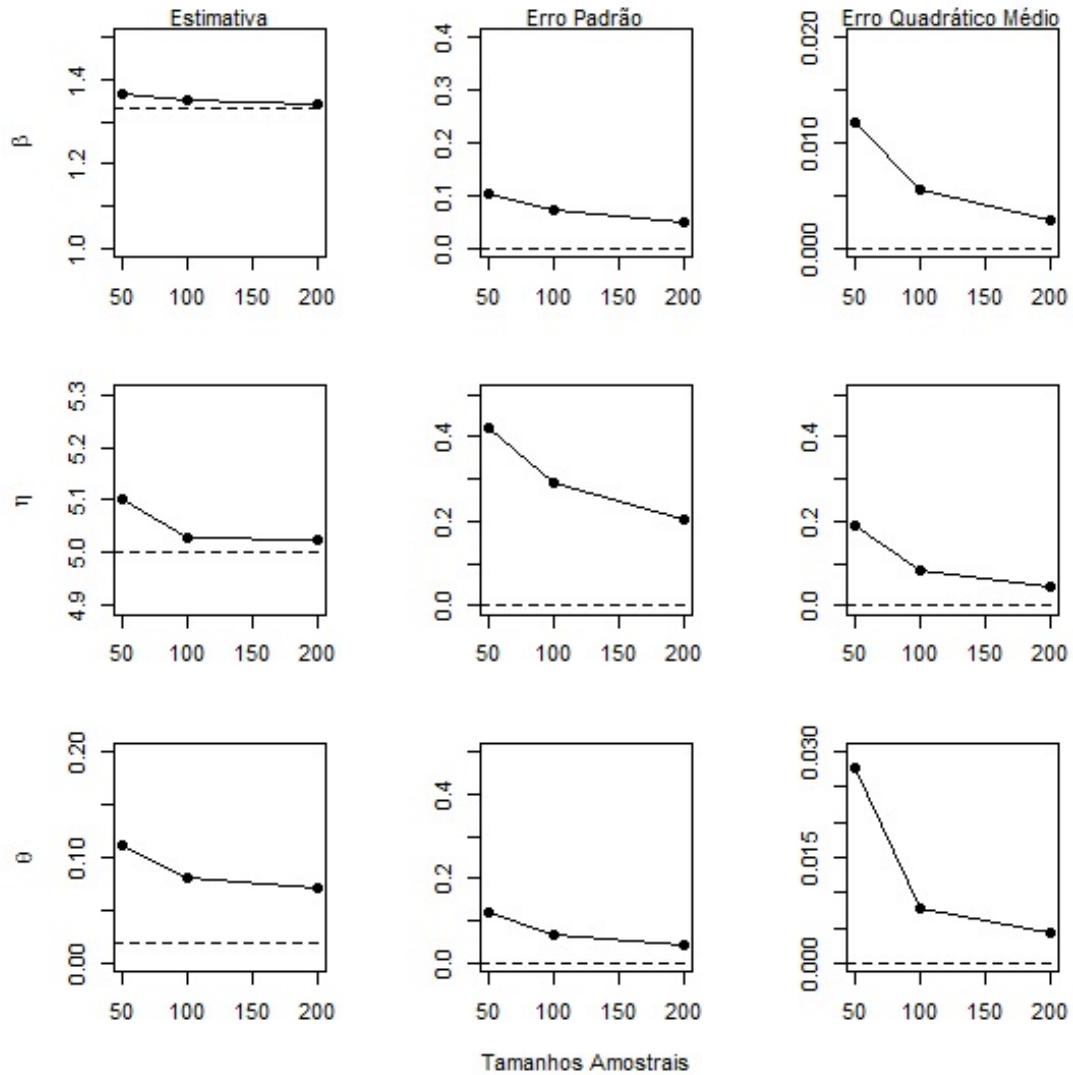 Estimativa Erro Padrão Erro Quadrático Médio
β
1.0 1.2 1.4
0.0 0.1 0.2 0.3 0.4
0.000 0.010 0.020
50 100 150 200 50 100 150 200 50 100 150 200
η
4.9 5.0 5.1 5.2 5.3
0.0 0.2 0.4
0.0 0.2 0.4
50 100 150 200 50 100 150 200 50 100 150 200
θ
0.00 0.10 0.20
0.0 0.2 0.4
0.000 0.015 0.030
50 100 150 200 50 100 150 200 50 100 150 200
Tamanhos Amostrais